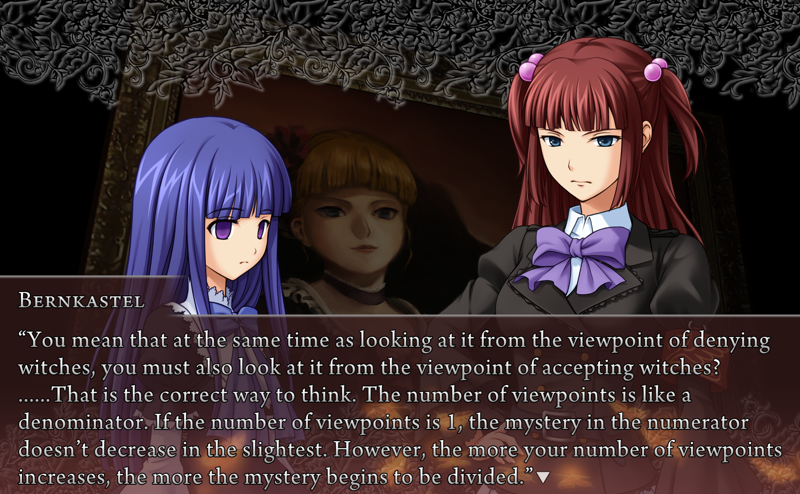 BERNKASTEL
“You mean that at the same time as looking at it from the viewpoint of denying
witches, you must also look at it from the viewpoint of accepting witches?
......That is the correct way to think. The number of viewpoints is like a
denominator. If the number of viewpoints is 1, the mystery in the numerator
doesn’t decrease in the slightest. However, the more your number of viewpoints
increases, the more the mystery begins to be divided.”▼